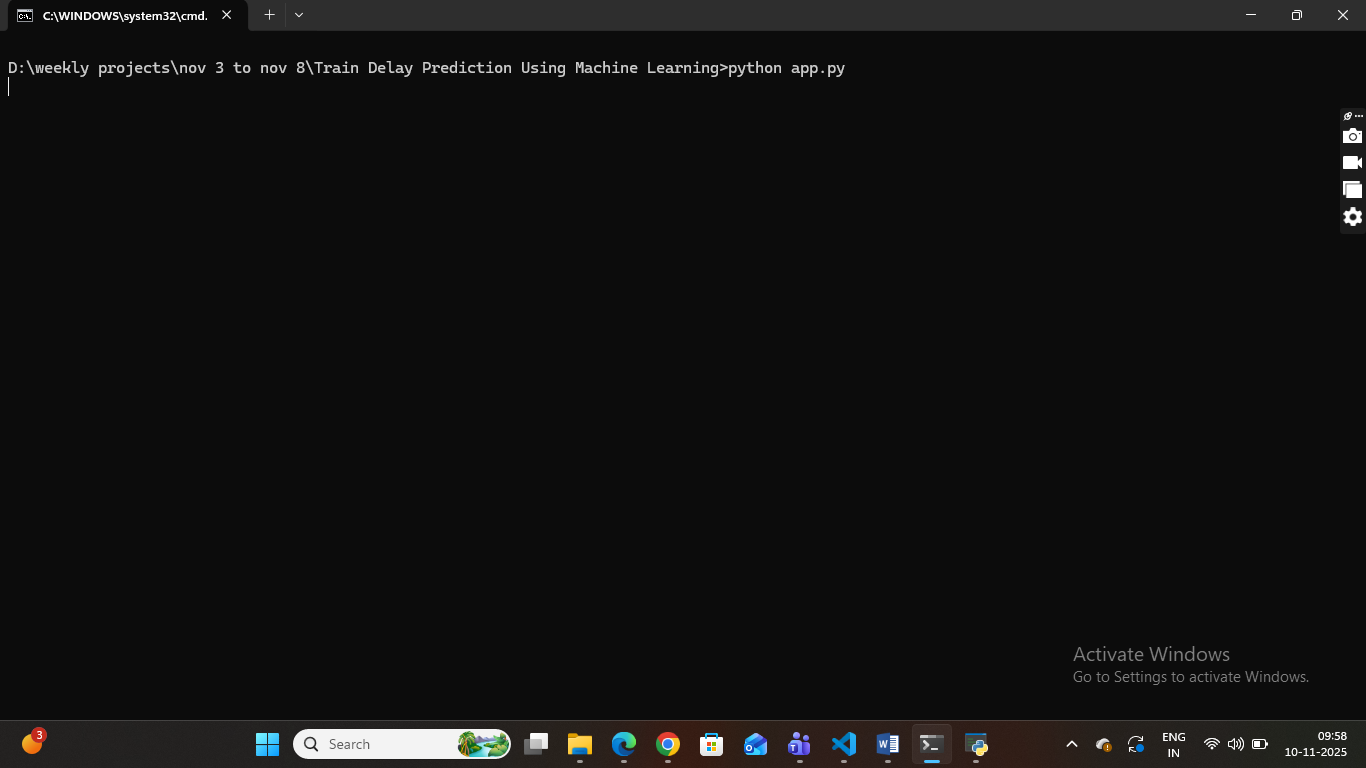 C:\WINDOWS\system32\cmd.
D:\weekly projects\nov 3 to nov 8\Train Delay Prediction Using Machine Learning>python app.py
Activate Windows
Go to Settings to activate Windows.
3
Search
ENG
IN
09:58
10-11-2025